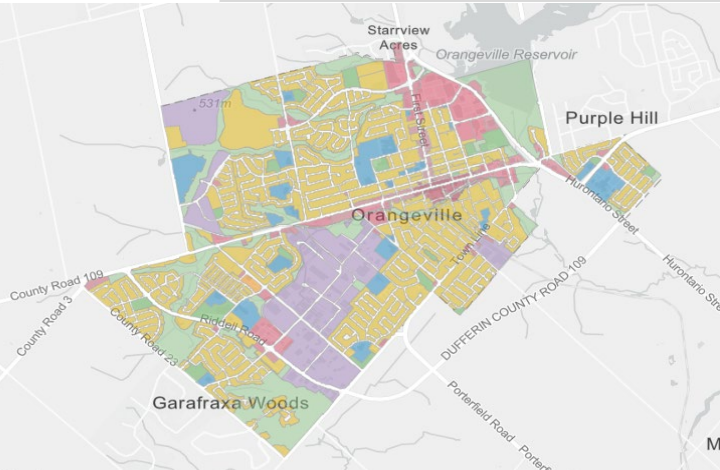 Starrview
Acres
Orangeville Reservoir
531m
First Street
Purple Hill
Hurontario Street
Orangeville
Town Line
County Road 109
County Road 3
County Road 23
Riddell Road
DUFFERIN COUNTY ROAD 109
Hurontario Stre
Garafraxa Woods
Porterfield Road
Porterf
M